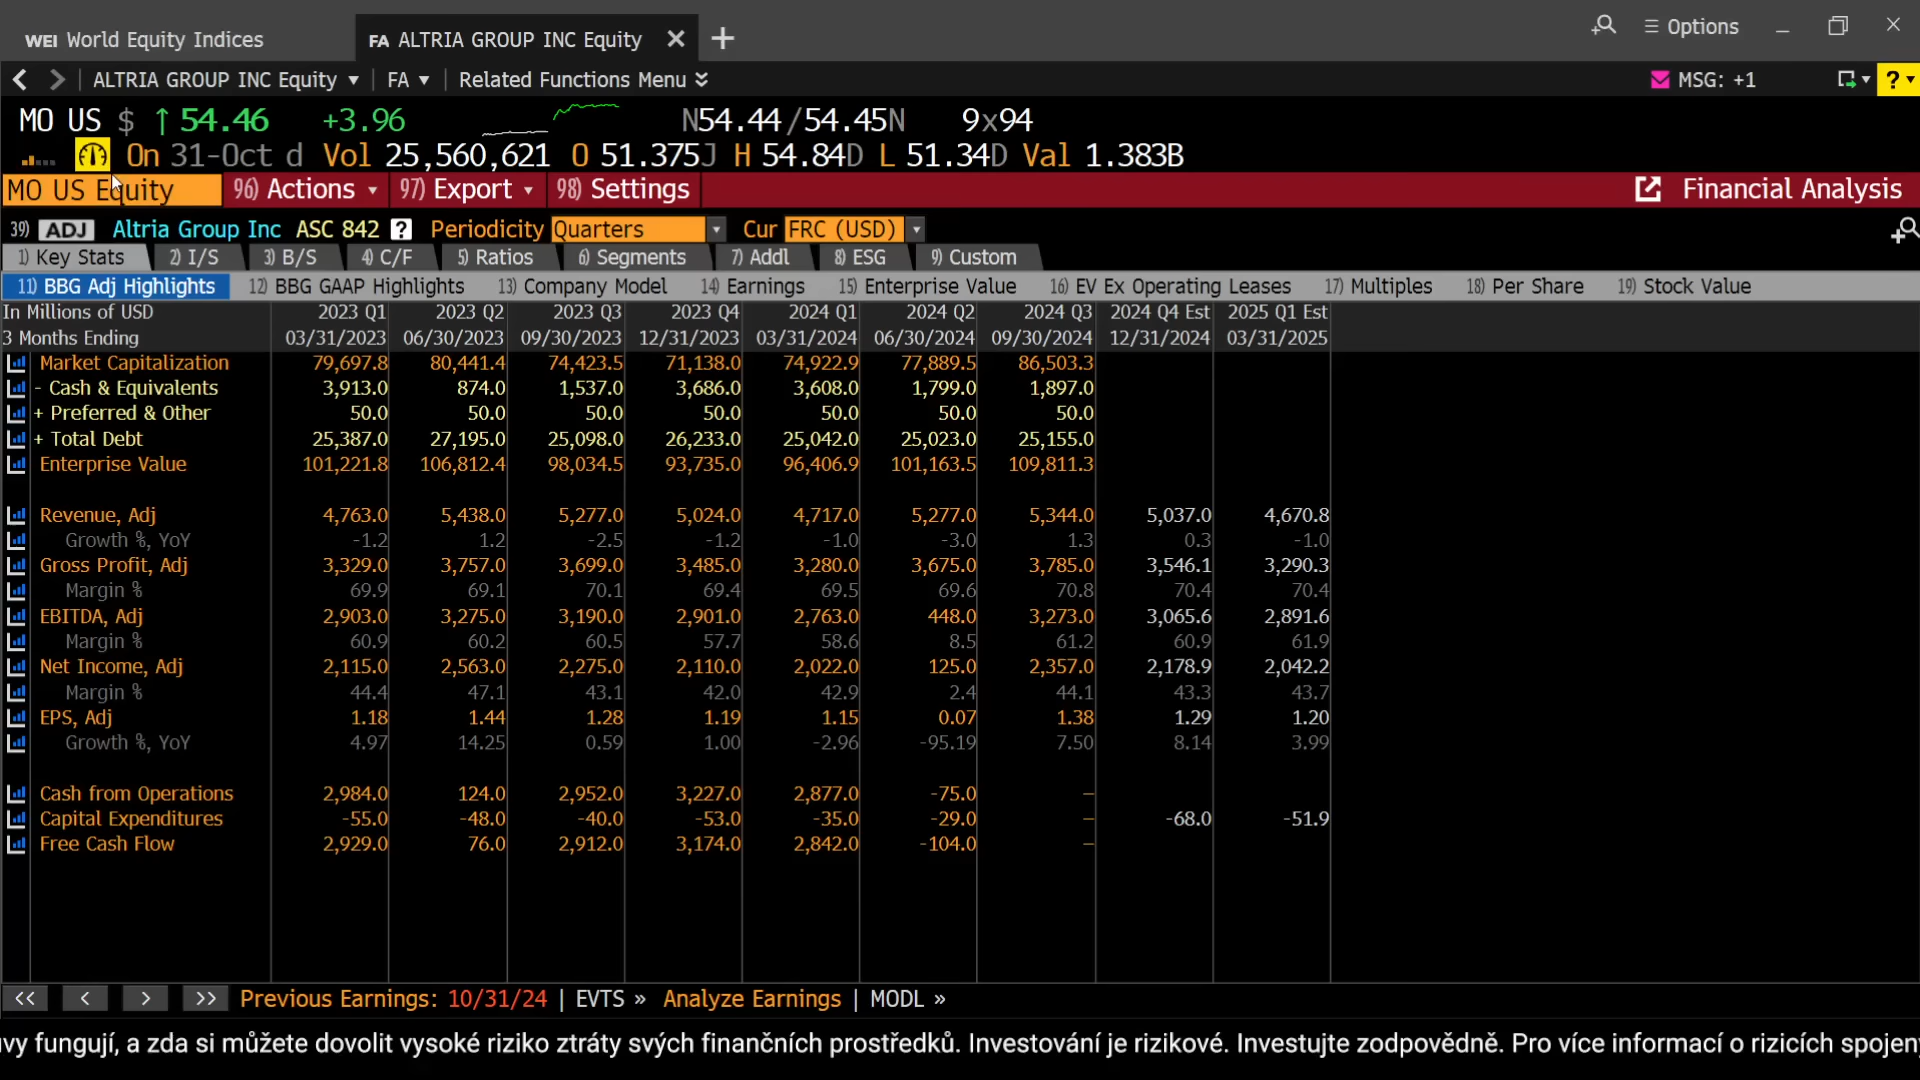 WEI World Equity Indices FA ALTRIA GROUP INC Equity Options
ALTRIA GROUP INC Equity FA Related Functions Menu MSG: +1 ?
MO US $ ↑ 54.46 +3.96 N54.44/54.45N 9x94
On 31-Oct d Vol 25,560,621 O 51.375J H 54.84D L 51.34D Val 1.383B
MO US Equity 96) Actions 97) Export 98) Settings Financial Analysis
39) ADJ Altria Group Inc ASC 842 ? Periodicity Quarters Cur FRC (USD)
1) Key Stats 2) I/S 3) B/S 4) C/F 5) Ratios 6) Segments 7) Addl 8) ESG 9) Custom
11) BBG Adj Highlights 12) BBG GAAP Highlights 13) Company Model 14) Earnings 15) Enterprise Value 16) EV Ex Operating Leases 17) Multiples 18) Per Share 19) Stock Value
In Millions of USD 2023 Q1 2023 Q2 2023 Q3 2023 Q4 2024 Q1 2024 Q2 2024 Q3 2024 Q4 Est 2025 Q1 Est
3 Months Ending 03/31/2023 06/30/2023 09/30/2023 12/31/2023 03/31/2024 06/30/2024 09/30/2024 12/31/2024 03/31/2025
Market Capitalization 79,697.8 80,441.4 74,423.5 71,138.0 74,922.9 77,889.5 86,503.3
- Cash & Equivalents 3,913.0 874.0 1,537.0 3,686.0 3,608.0 1,799.0 1,897.0
+ Preferred & Other 50.0 50.0 50.0 50.0 50.0 50.0 50.0
+ Total Debt 25,387.0 27,195.0 25,098.0 26,233.0 25,042.0 25,023.0 25,155.0
Enterprise Value 101,221.8 106,812.4 98,034.5 93,735.0 96,406.9 101,163.5 109,811.3
Revenue, Adj 4,763.0 5,438.0 5,277.0 5,024.0 4,717.0 5,277.0 5,344.0 5,037.0 4,670.8
Growth %, YoY -1.2 1.2 -2.5 -1.2 -1.0 -3.0 1.3 0.3 -1.0
Gross Profit, Adj 3,329.0 3,757.0 3,699.0 3,485.0 3,280.0 3,675.0 3,785.0 3,546.1 3,290.3
Margin % 69.9 69.1 70.1 69.4 69.5 69.6 70.8 70.4 70.4
EBITDA, Adj 2,903.0 3,275.0 3,190.0 2,901.0 2,763.0 448.0 3,273.0 3,065.6 2,891.6
Margin % 60.9 60.2 60.5 57.7 58.6 8.5 61.2 60.9 61.9
Net Income, Adj 2,115.0 2,563.0 2,275.0 2,110.0 2,022.0 125.0 2,357.0 2,178.9 2,042.2
Margin % 44.4 47.1 43.1 42.0 42.9 2.4 44.1 43.3 43.7
EPS, Adj 1.18 1.44 1.28 1.19 1.15 0.07 1.38 1.29 1.20
Growth %, YoY 4.97 14.25 0.59 1.00 -2.96 -95.19 7.50 8.14 3.99
Cash from Operations 2,984.0 124.0 2,952.0 3,227.0 2,877.0 -75.0 –
Capital Expenditures -55.0 -48.0 -40.0 -53.0 -35.0 -29.0 – -68.0 -51.9
Free Cash Flow 2,929.0 76.0 2,912.0 3,174.0 2,842.0 -104.0 –
<< < > >> Previous Earnings: 10/31/24 | EVTS » Analyze Earnings | MODL »
vy fungují, a zda si můžete dovolit vysoké riziko ztráty svých finančních prostředků. Investování je rizikové. Investujte zodpovědně. Pro více informací o rizicích spojený